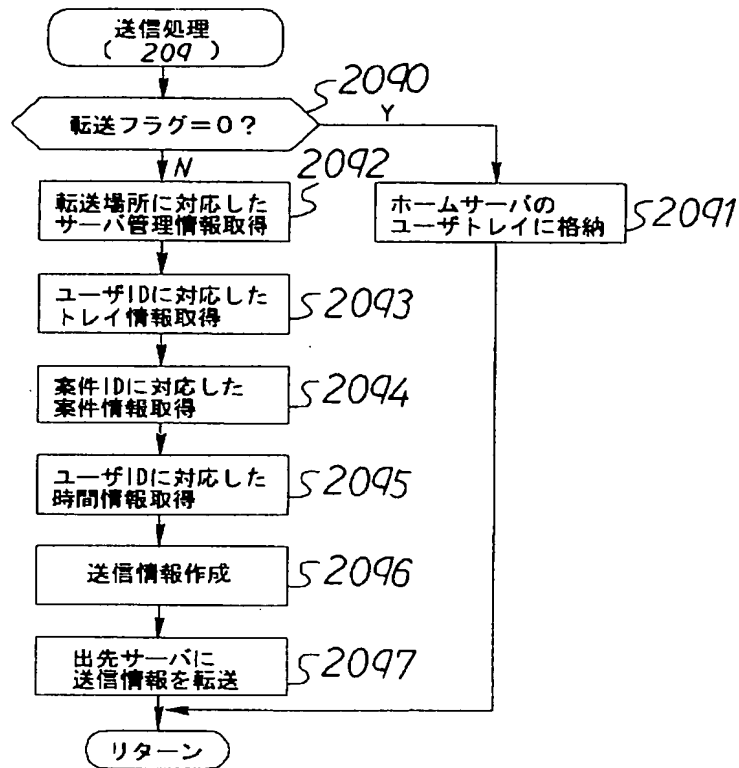 送信処理
( 209 )
2090
転送フラグ=0?
Y
N
2092
転送場所に対応した
サーバ管理情報取得
ホームサーバの
ユーザトレイに格納
2091
ユーザIDに対応した
トレイ情報取得
2093
案件IDに対応した
案件情報取得
2094
ユーザIDに対応した
時間情報取得
2095
送信情報作成
2096
出先サーバに
送信情報を転送
2097
リターン